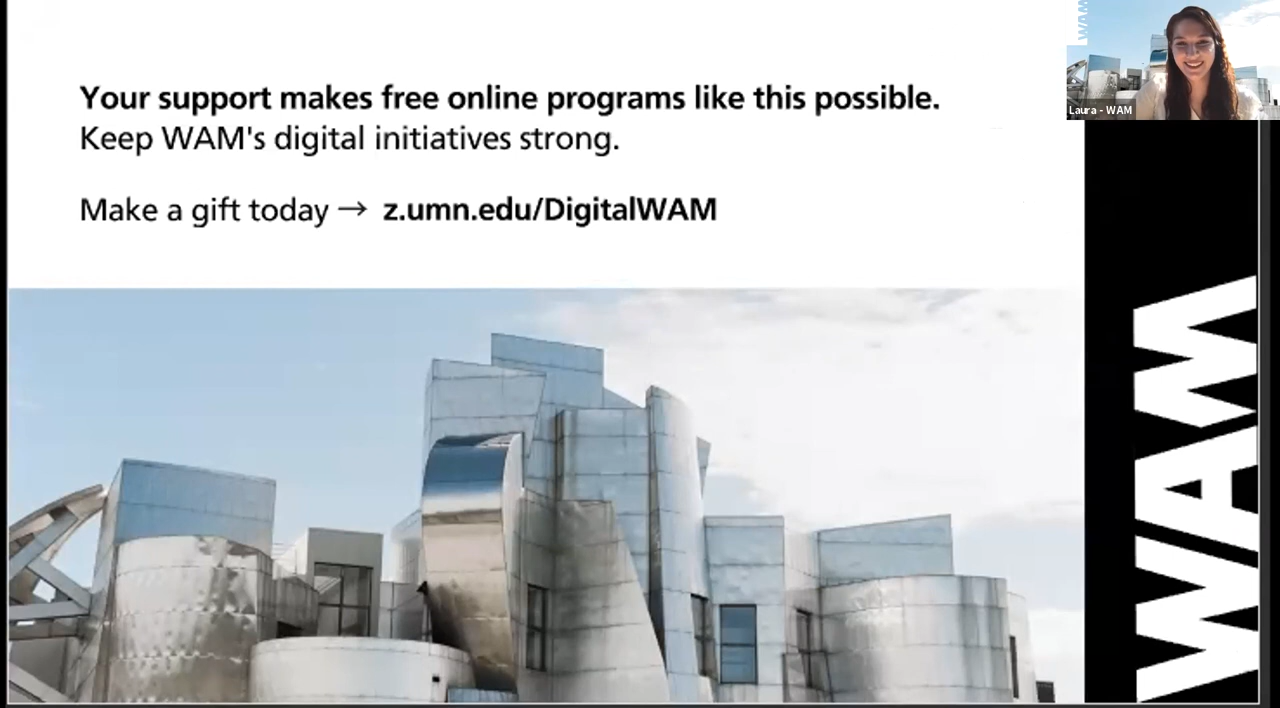 Your support makes free online programs like this possible.
Keep WAM's digital initiatives strong.
Make a gift today → z.umn.edu/DigitalWAM
WAM
Laura - WAM
WAM